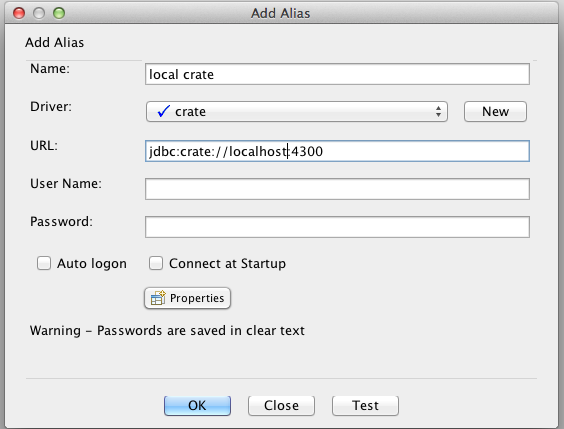 Add Alias
Add Alias
Name: local crate
Driver: crate New
URL: jdbc:crate://localhost:4300
User Name:
Password:
Auto logon Connect at Startup
Properties
Warning - Passwords are saved in clear text
OK Close Test